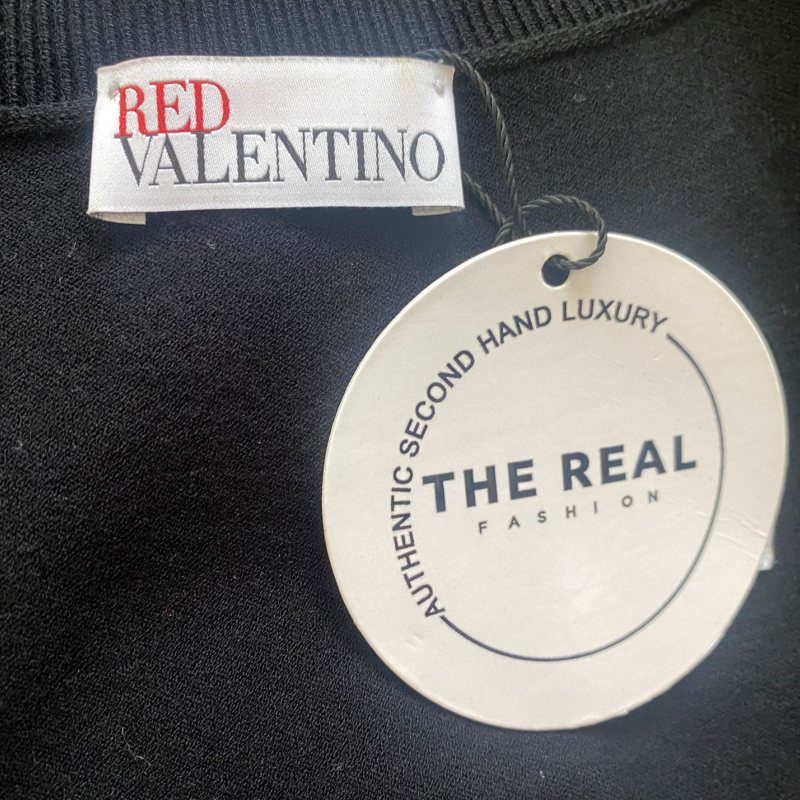 RED
VALENTINO
AUTHENTIC SECOND HAND LUXURY
THE REAL
FASHION